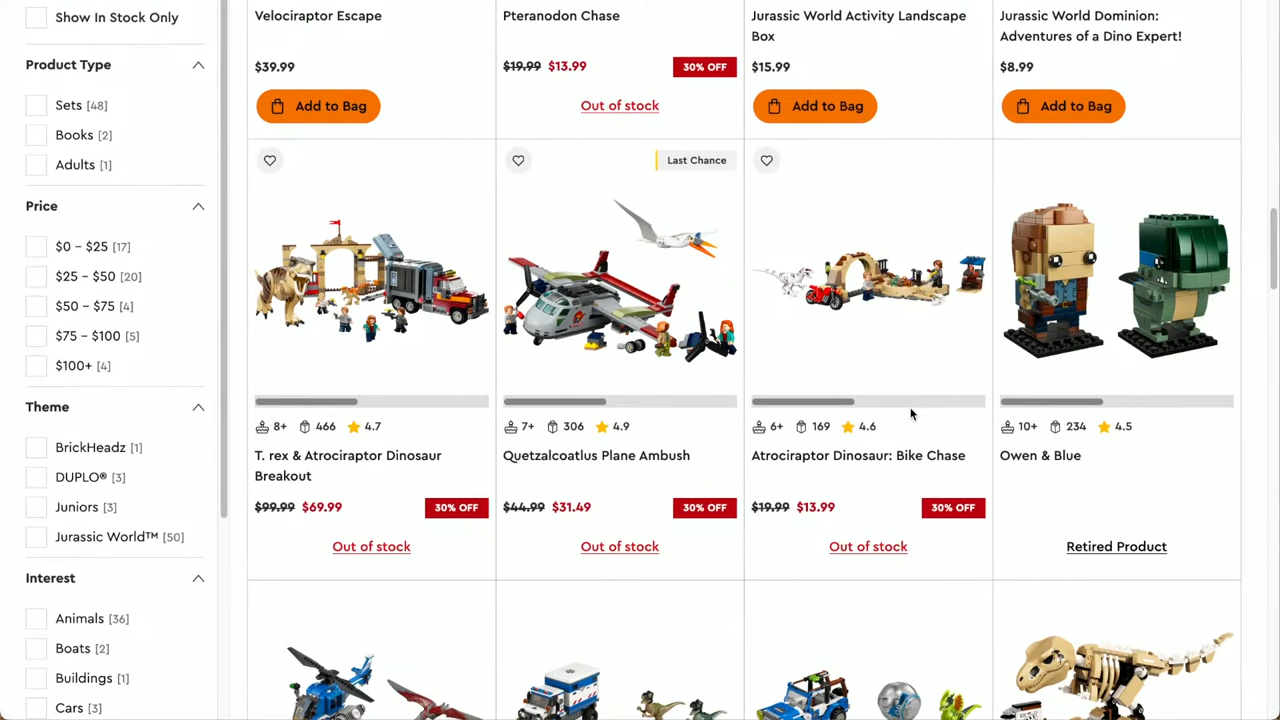 Show In Stock Only
Product Type
Sets [48]
Books [2]
Adults [1]
Price
$0 – $25 [17]
$25 – $50 [20]
$50 – $75 [4]
$75 – $100 [5]
$100+ [4]
Theme
BrickHeadz [1]
DUPLO® [3]
Juniors [3]
Jurassic World™ [50]
Interest
Animals [36]
Boats [2]
Buildings [1]
Cars [3]
Velociraptor Escape
$39.99
Add to Bag
Pteranodon Chase
$19.99 $13.99
30% OFF
Out of stock
Jurassic World Activity Landscape
Box
$15.99
Add to Bag
Jurassic World Dominion:
Adventures of a Dino Expert!
$8.99
Add to Bag
8+ 466 4.7
T. rex & Atrociraptor Dinosaur
Breakout
$99.99 $69.99
30% OFF
Out of stock
Last Chance
7+ 306 4.9
Quetzalcoatlus Plane Ambush
$44.99 $31.49
30% OFF
Out of stock
6+ 169 4.6
Atrociraptor Dinosaur: Bike Chase
$19.99 $13.99
30% OFF
Out of stock
10+ 234 4.5
Owen & Blue
Retired Product